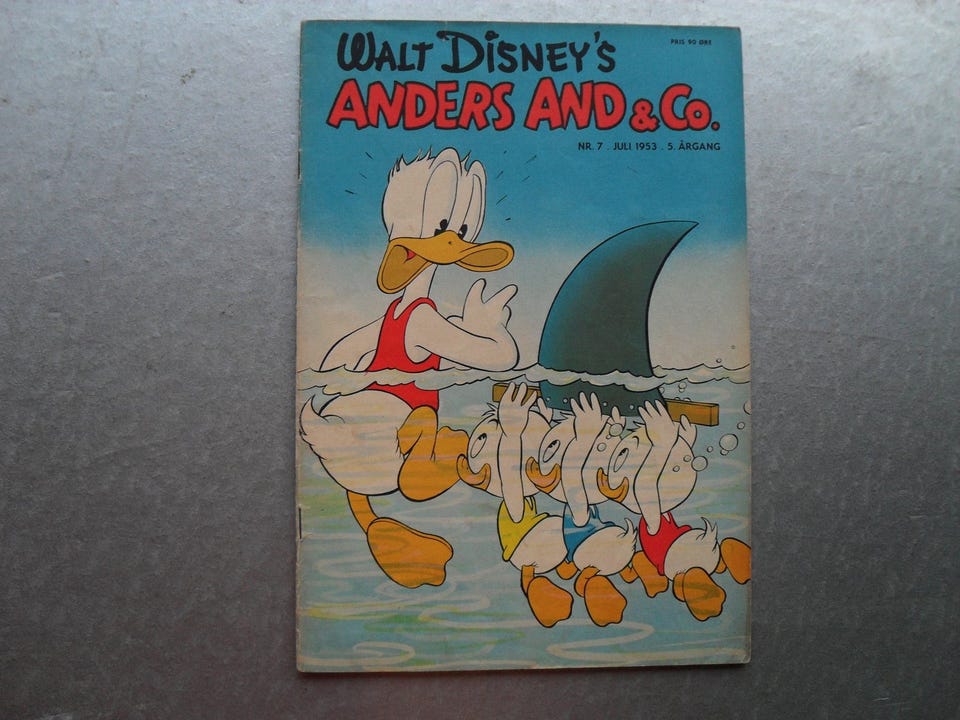 WALT DISNEY'S
PRIS 90 ØRE
ANDERS AND & CO.
NR. 7 . JULI 1953 . 5. ÅRGANG